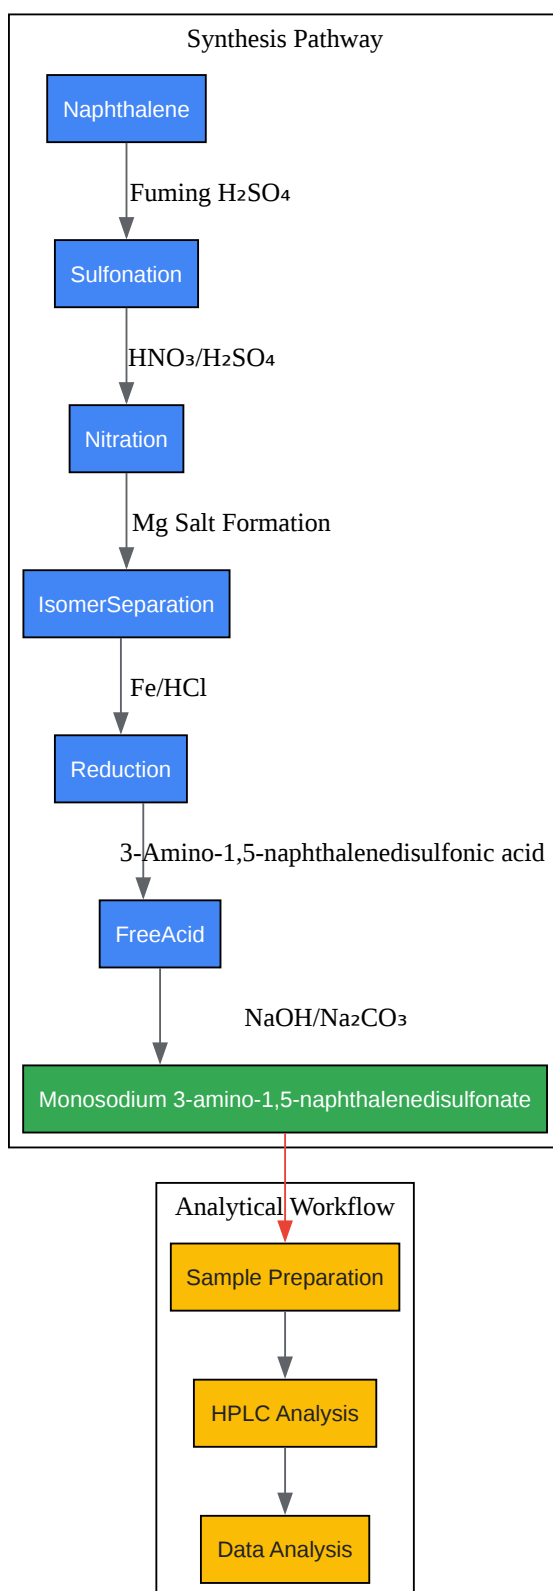 Synthesis Pathway
Naphthalene
Fuming H₂SO₄
Sulfonation
HNO₃/H₂SO₄
Nitration
Mg Salt Formation
IsomerSeparation
Fe/HCl
Reduction
3-Amino-1,5-naphthalenedisulfonic acid
FreeAcid
NaOH/Na₂CO₃
Monosodium 3-amino-1,5-naphthalenedisulfonate
Analytical Workflow
Sample Preparation
HPLC Analysis
Data Analysis